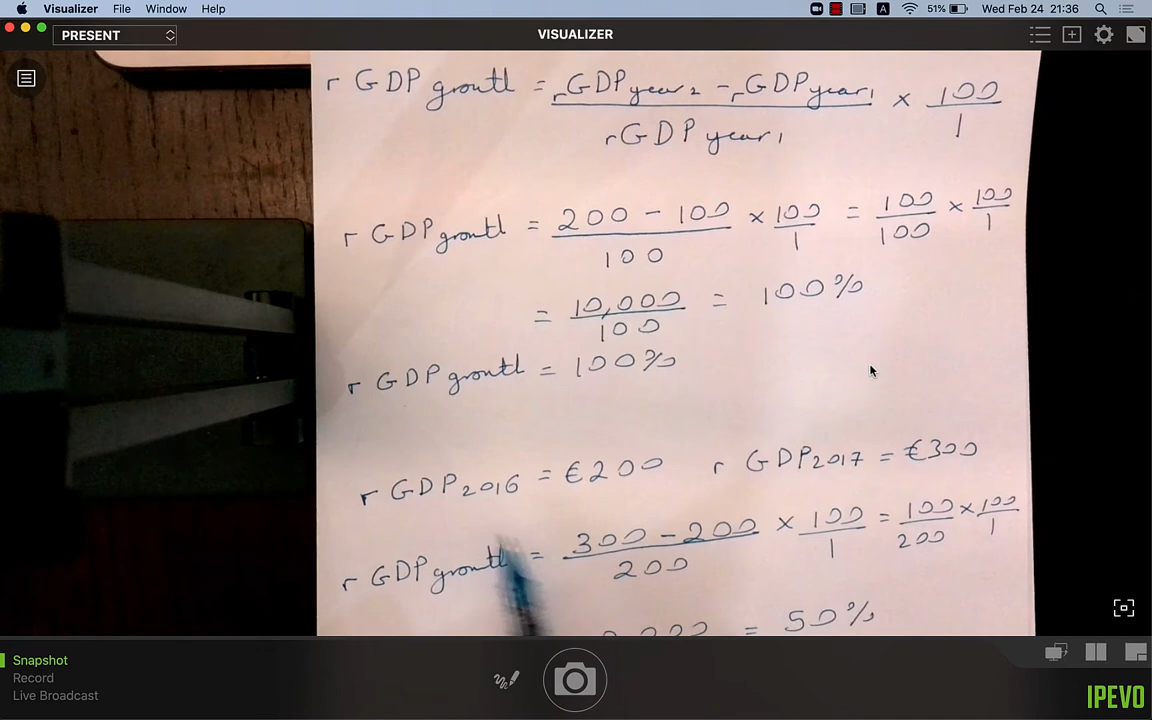 Visualizer File Window Help A 51% Wed Feb 24 21:36
PRESENT VISUALIZER
r GDP growth = rGDP year 2 - rGDP year 1 × 100
rGDP year 1 1
r GDP growth = 200 - 100 × 100 = 100 × 100
100 1 100 1
= 10,000 = 100%
100
r GDP growth = 100%
r GDP 2016 = €200 r GDP 2017 = €300
r GDP growth = 300 - 200 × 100 = 100 × 100
200 1 200 1
= 50%
Snapshot
Record
Live Broadcast
IPEVO